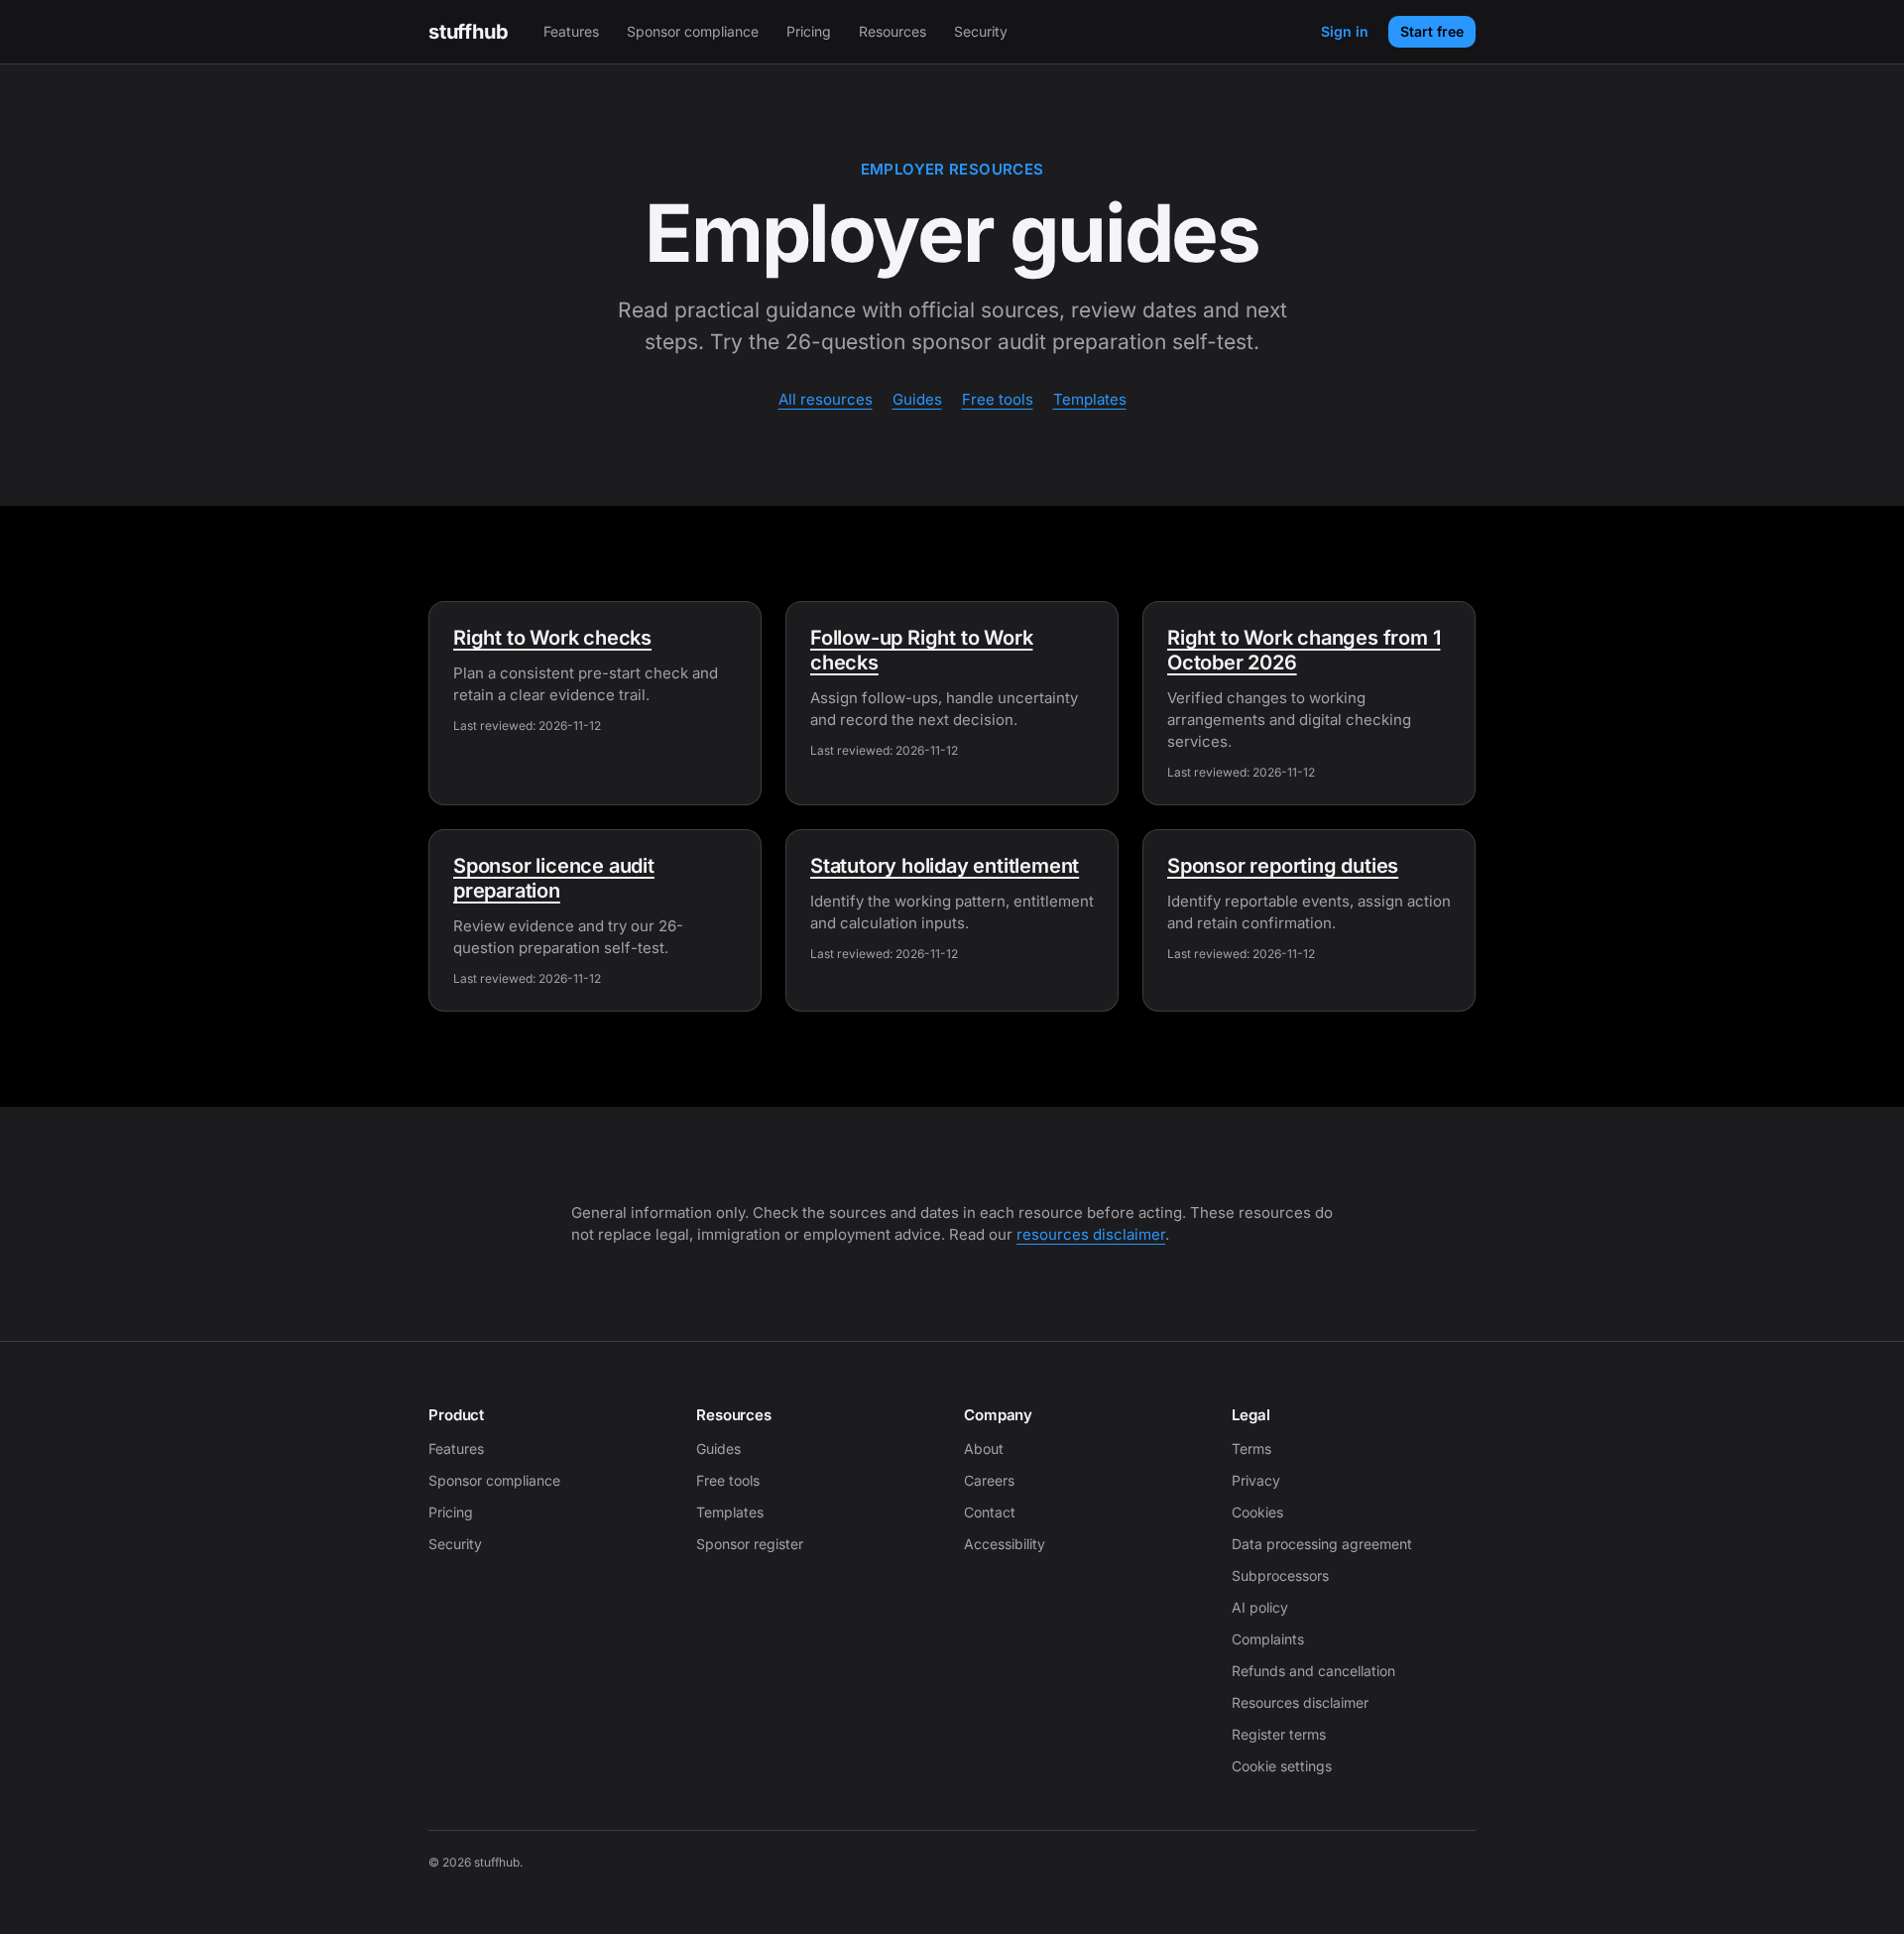 stuffhub
Features
Sponsor compliance
Pricing
Resources
Security
Sign in
Start free
EMPLOYER RESOURCES
Employer guides
Read practical guidance with official sources, review dates and next
steps. Try the 26-question sponsor audit preparation self-test.
All resources
Guides
Free tools
Templates
Right to Work checks
Plan a consistent pre-start check and
retain a clear evidence trail.
Last reviewed: 2026-11-12
Follow-up Right to Work
checks
Assign follow-ups, handle uncertainty
and record the next decision.
Last reviewed: 2026-11-12
Right to Work changes from 1
October 2026
Verified changes to working
arrangements and digital checking
services.
Last reviewed: 2026-11-12
Sponsor licence audit
preparation
Review evidence and try our 26-
question preparation self-test.
Last reviewed: 2026-11-12
Statutory holiday entitlement
Identify the working pattern, entitlement
and calculation inputs.
Last reviewed: 2026-11-12
Sponsor reporting duties
Identify reportable events, assign action
and retain confirmation.
Last reviewed: 2026-11-12
General information only. Check the sources and dates in each resource before acting. These resources do
not replace legal, immigration or employment advice. Read our resources disclaimer.
Product
Features
Sponsor compliance
Pricing
Security
Resources
Guides
Free tools
Templates
Sponsor register
Company
About
Careers
Contact
Accessibility
Legal
Terms
Privacy
Cookies
Data processing agreement
Subprocessors
AI policy
Complaints
Refunds and cancellation
Resources disclaimer
Register terms
Cookie settings
© 2026 stuffhub.